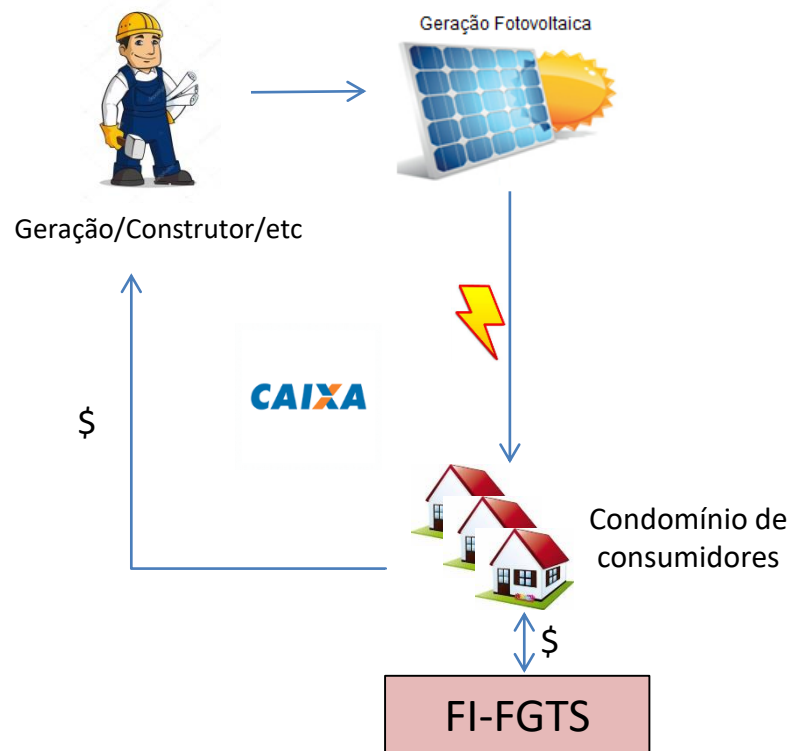 Geração Fotovoltaica
Geração/Construtor/etc
CAIXA
$
Condomínio de
consumidores
$
FI-FGTS